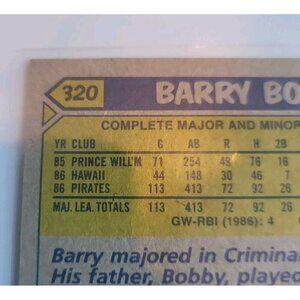 320
BARRY BO
COMPLETE MAJOR AND MINOR
YR CLUB G AB R H 2B
85 PRINCE WILL'M 71 254 49 76 16
86 HAWAII 44 148 30 46 7
86 PIRATES 113 413 72 92 26
MAJ. LEA. TOTALS 113 413 72 92 26
GW-RBI (1986): 4
Barry majored in Crimina
His father, Bobby, played